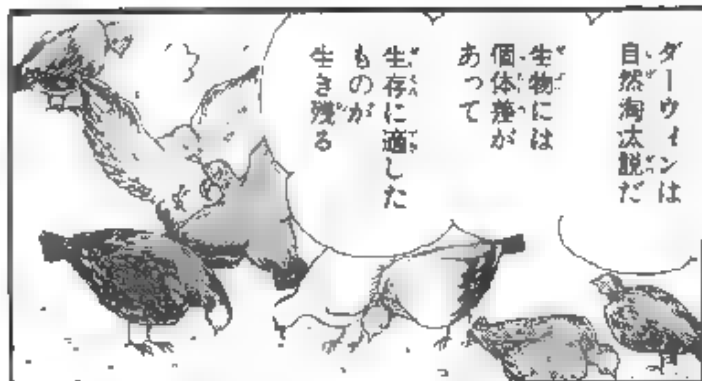 ダーウィンは
自然淘汰説だ
生物には
個体差が
あって
生存に適した
ものが
生き残る